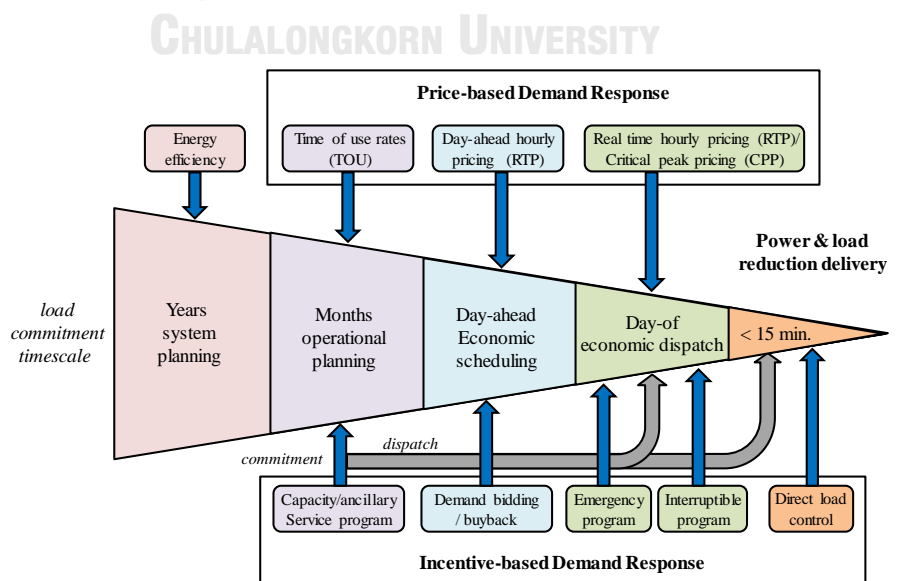 CHULALONGKORN UNIVERSITY
Price-based Demand Response
Energy
efficiency
Time of use rates
(TOU)
Day-ahead hourly
pricing (RTP)
Real time hourly pricing (RTP)/
Critical peak pricing (CPP)
Power & load
reduction delivery
load
commitment
timescale
Years
system
planning
Months
operational
planning
Day-ahead
Economic
scheduling
Day-of
economic dispatch
< 15 min.
commitment
dispatch
Capacity/ancillary
Service program
Demand bidding
/ buyback
Emergency
program
Interruptible
program
Direct load
control
Incentive-based Demand Response